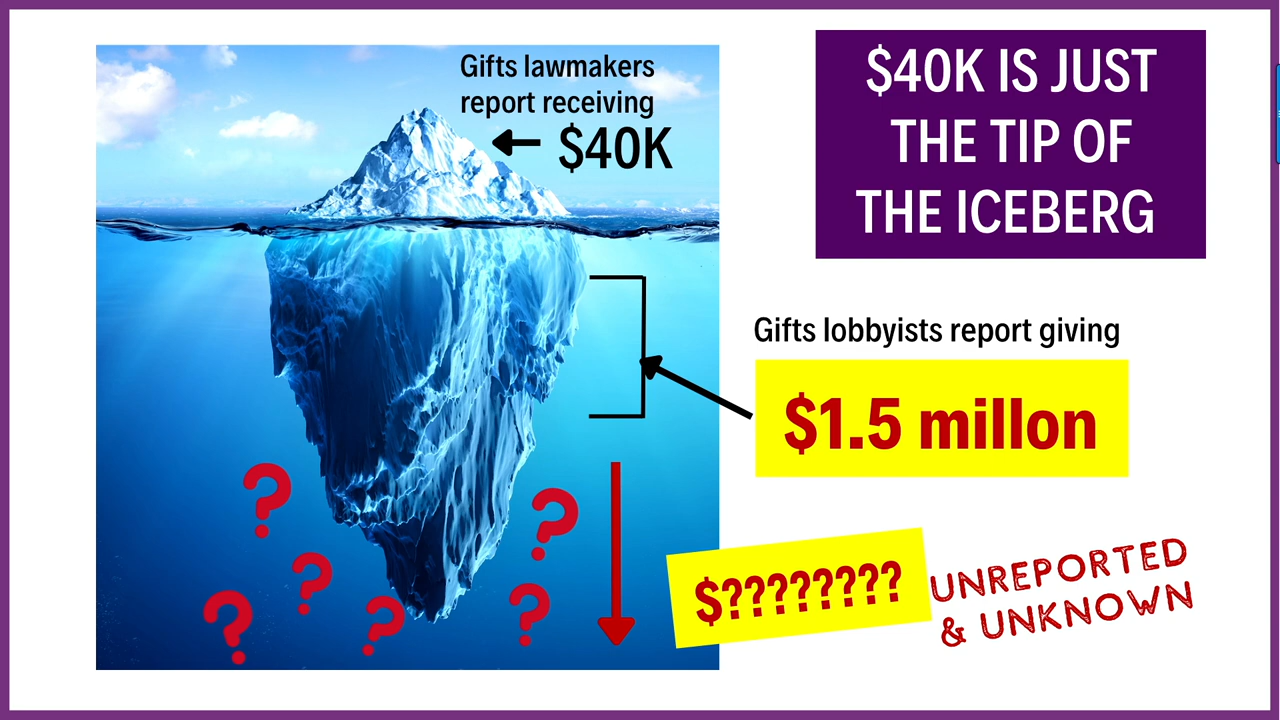 Gifts lawmakers
report receiving
$40K
$40K IS JUST
THE TIP OF
THE ICEBERG
Gifts lobbyists report giving
$1.5 millon
$????????
UNREPORTED
& UNKNOWN
?
?
?
?
?
?